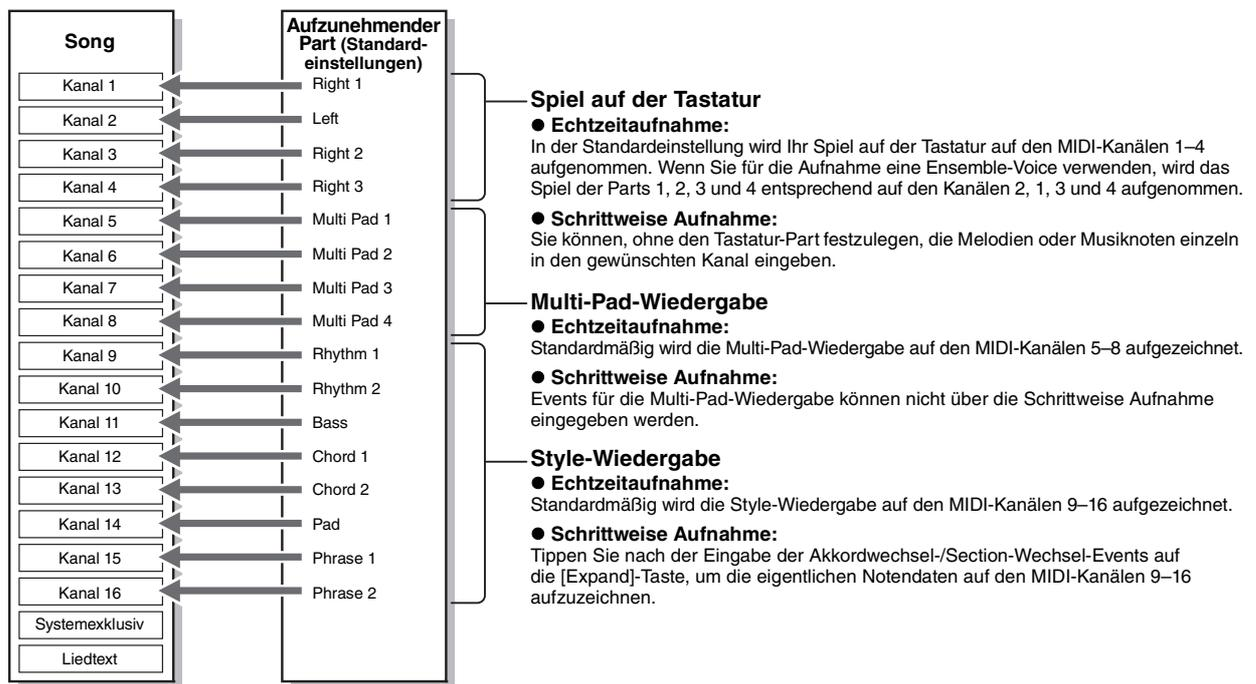 Song
Kanal 1
Kanal 2
Kanal 3
Kanal 4
Kanal 5
Kanal 6
Kanal 7
Kanal 8
Kanal 9
Kanal 10
Kanal 11
Kanal 12
Kanal 13
Kanal 14
Kanal 15
Kanal 16
Systemexklusiv
Liedtext
Aufzunehmender
Part (Standard-
einstellungen)
Right 1
Left
Right 2
Right 3
Multi Pad 1
Multi Pad 2
Multi Pad 3
Multi Pad 4
Rhythm 1
Rhythm 2
Bass
Chord 1
Chord 2
Pad
Phrase 1
Phrase 2
Spiel auf der Tastatur
● Echtzeitaufnahme:
In der Standardeinstellung wird Ihr Spiel auf der Tastatur auf den MIDI-Kanälen 1–4
aufgenommen. Wenn Sie für die Aufnahme eine Ensemble-Voice verwenden, wird das
Spiel der Parts 1, 2, 3 und 4 entsprechend auf den Kanälen 2, 1, 3 und 4 aufgenommen.
● Schrittweise Aufnahme:
Sie können, ohne den Tastatur-Part festzulegen, die Melodien oder Musiknoten einzeln
in den gewünschten Kanal eingeben.
Multi-Pad-Wiedergabe
● Echtzeitaufnahme:
Standardmäßig wird die Multi-Pad-Wiedergabe auf den MIDI-Kanälen 5–8 aufgezeichnet.
● Schrittweise Aufnahme:
Events für die Multi-Pad-Wiedergabe können nicht über die Schrittweise Aufnahme
eingegeben werden.
Style-Wiedergabe
● Echtzeitaufnahme:
Standardmäßig wird die Style-Wiedergabe auf den MIDI-Kanälen 9–16 aufgezeichnet.
● Schrittweise Aufnahme:
Tippen Sie nach der Eingabe der Akkordwechsel-/Section-Wechsel-Events auf
die [Expand]-Taste, um die eigentlichen Notendaten auf den MIDI-Kanälen 9–16
aufzuzeichnen.